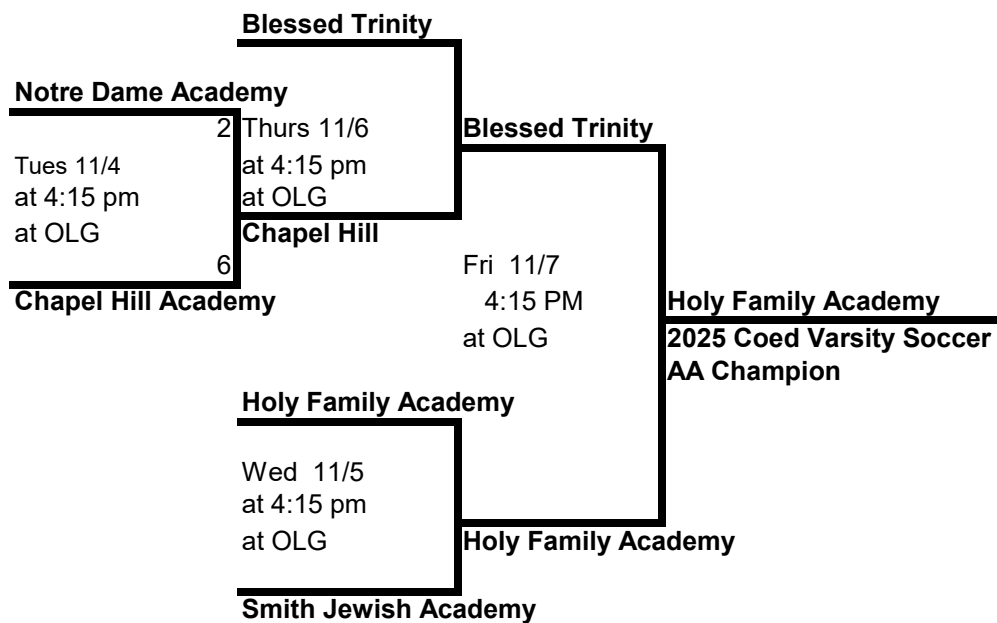 Blessed Trinity
Notre Dame Academy
2
Thurs 11/6
Blessed Trinity
Tues 11/4
at 4:15 pm
at 4:15 pm
at OLG
at OLG
Chapel Hill
6
Fri 11/7
Chapel Hill Academy
4:15 PM
Holy Family Academy
at OLG
2025 Coed Varsity Soccer
AA Champion
Holy Family Academy
Wed 11/5
at 4:15 pm
at OLG
Holy Family Academy
Smith Jewish Academy